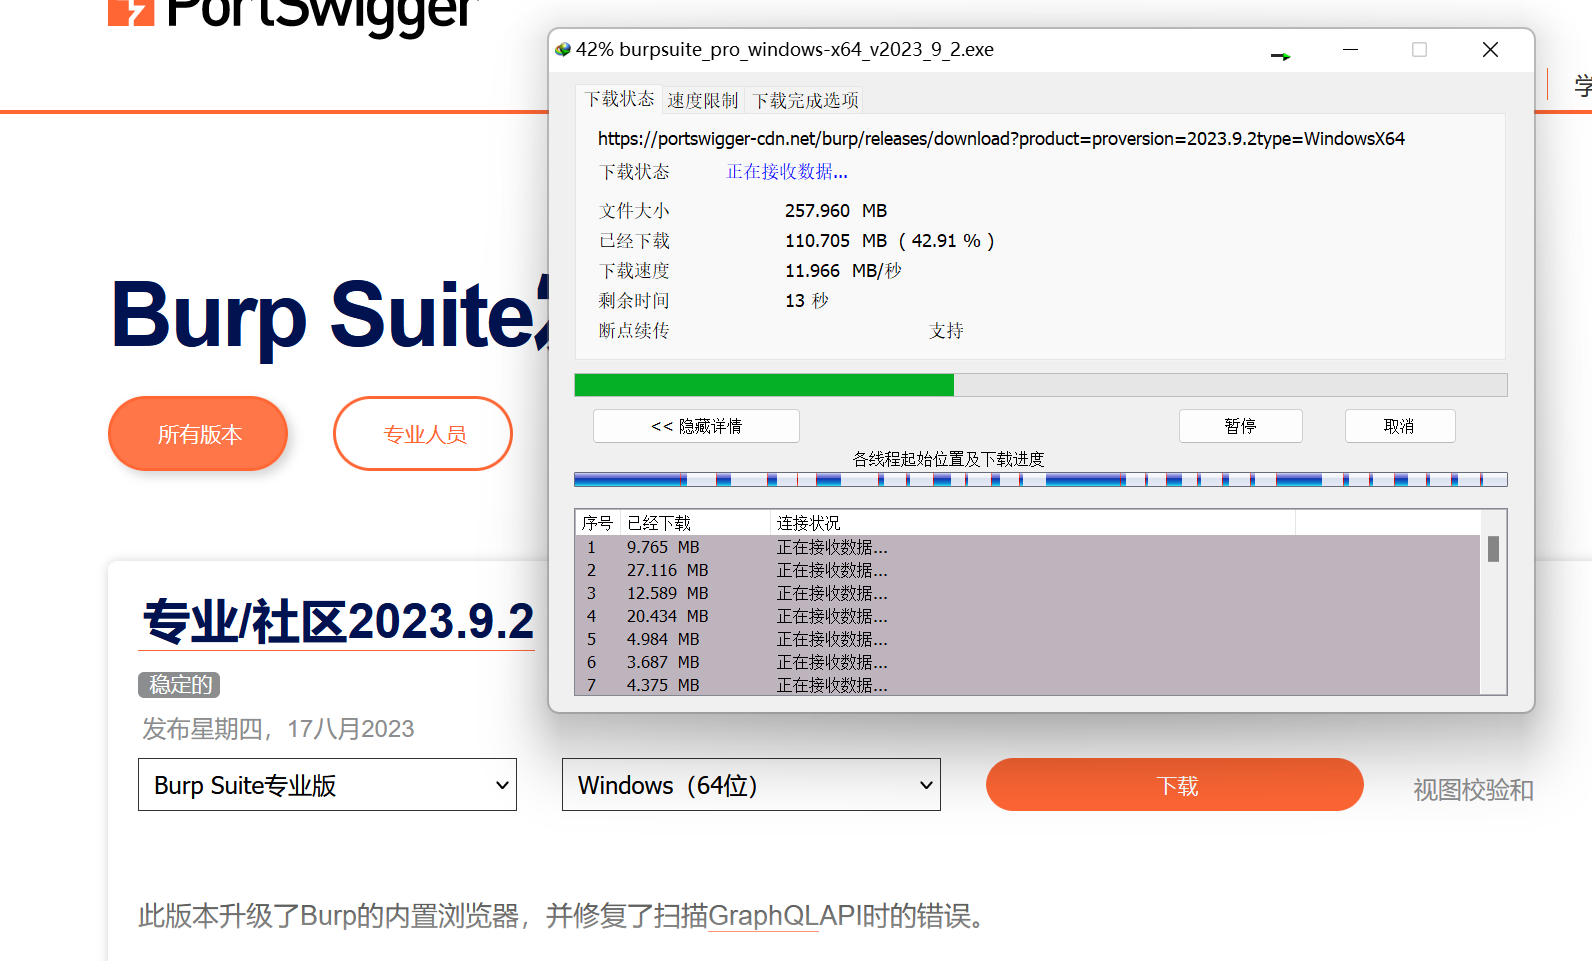 PortSwigger
学
Burp Suite
所有版本
专业人员
专业/社区2023.9.2
稳定的
发布星期四，17八月2023
Burp Suite专业版
Windows（64位）
下载
视图校验和
此版本升级了Burp的内置浏览器，并修复了扫描GraphQLAPI时的错误。
42% burpsuite_pro_windows-x64_v2023_9_2.exe
下载状态 速度限制 下载完成选项
https://portswigger-cdn.net/burp/releases/download?product=proversion=2023.9.2type=WindowsX64
下载状态 正在接收数据...
文件大小 257.960 MB
已经下载 110.705 MB ( 42.91 % )
下载速度 11.966 MB/秒
剩余时间 13 秒
断点续传 支持
<< 隐藏详情 暂停 取消
各线程起始位置及下载进度
序号 已经下载 连接状况
1 9.765 MB 正在接收数据...
2 27.116 MB 正在接收数据...
3 12.589 MB 正在接收数据...
4 20.434 MB 正在接收数据...
5 4.984 MB 正在接收数据...
6 3.687 MB 正在接收数据...
7 4.375 MB 正在接收数据...